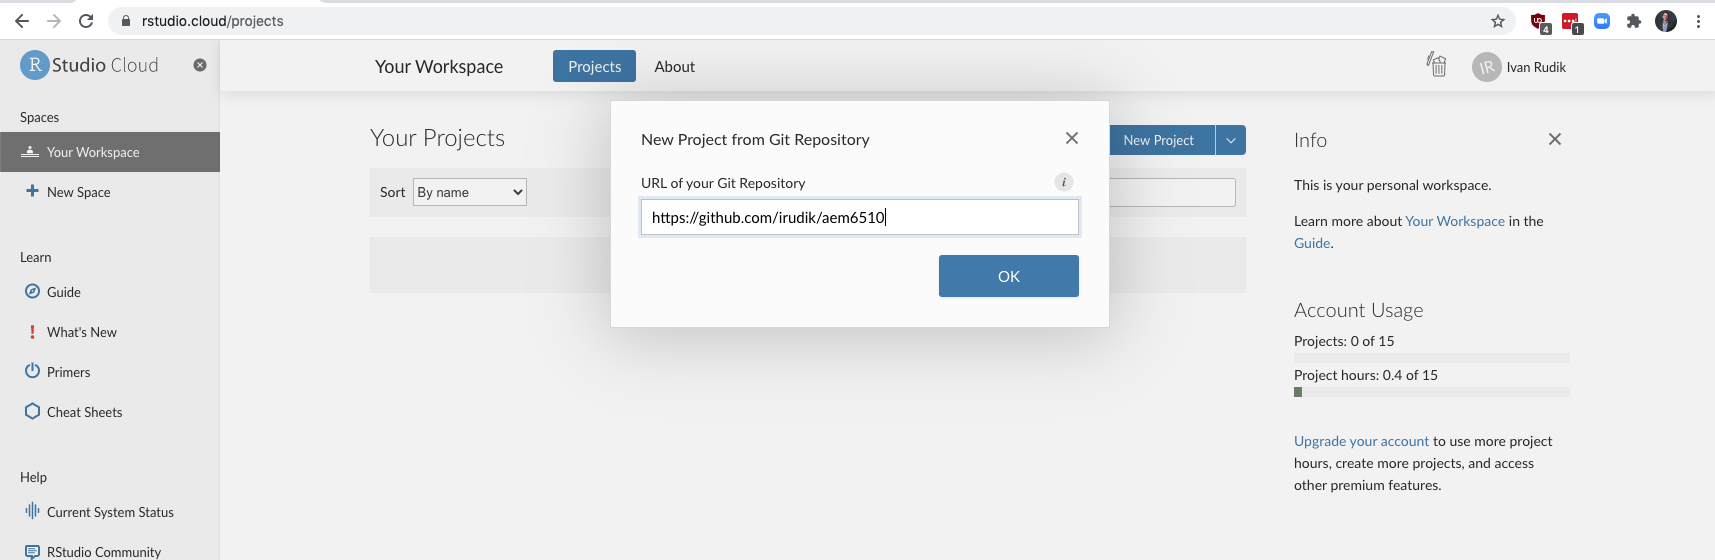 rstudio.cloud/projects
4
1
R Studio Cloud
Your Workspace
Projects
About
IR
Ivan Rudik
Spaces
Your Workspace
New Space
Learn
Guide
What's New
Primers
Cheat Sheets
Help
Current System Status
RStudio Community
Your Projects
New Project
Sort
By name
New Project from Git Repository
URL of your Git Repository
i
https://github.com/irudik/aem6510
OK
Info
This is your personal workspace.
Learn more about Your Workspace in the
Guide.
Account Usage
Projects: 0 of 15
Project hours: 0.4 of 15
Upgrade your account to use more project
hours, create more projects, and access
other premium features.